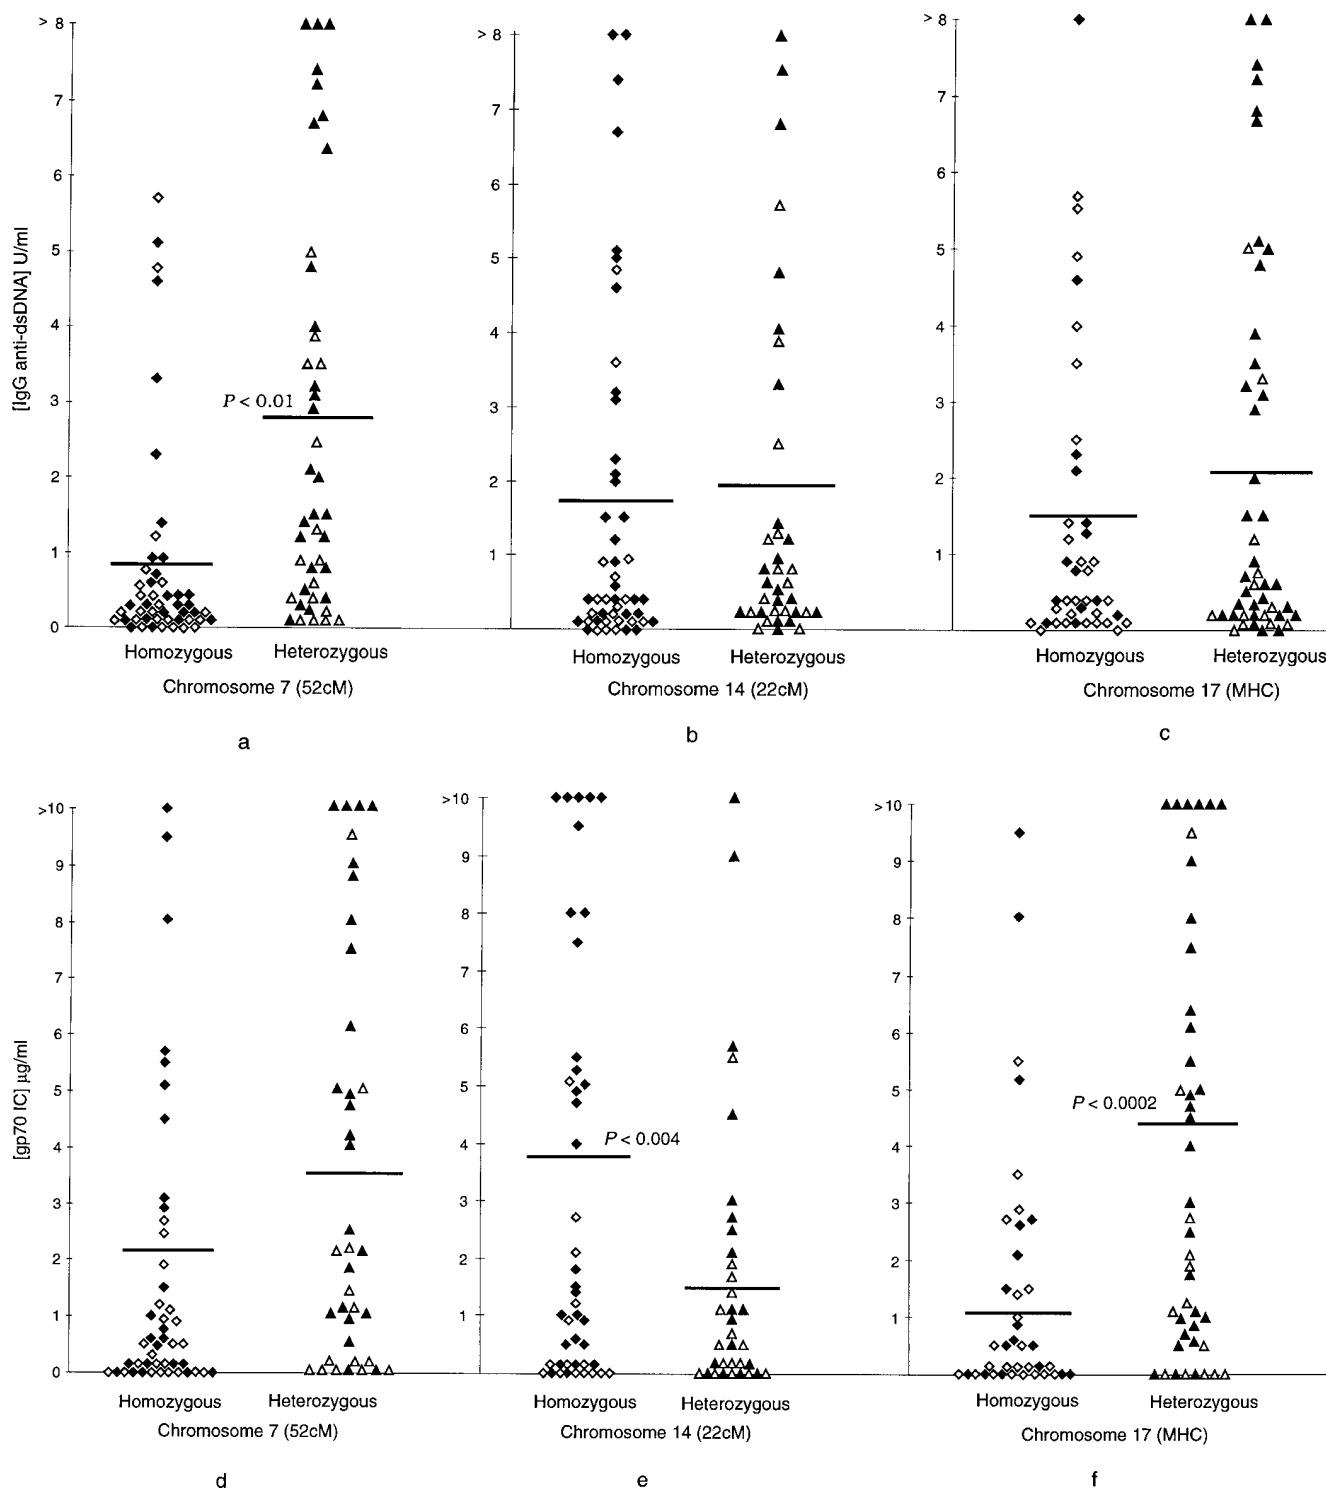 [IgG anti-dsDNA] U/ml
> 8
7
6
5
4
3
2
1
0
P < 0.01
Homozygous Heterozygous
Chromosome 7 (52cM)
a
> 8
7
6
5
4
3
2
1
Homozygous Heterozygous
Chromosome 14 (22cM)
b
> 8
7
6
5
4
3
2
1
Homozygous Heterozygous
Chromosome 17 (MHC)
c
[gp70 IC] µg/ml
>10
9
8
7
6
5
4
3
2
1
0
Homozygous Heterozygous
Chromosome 7 (52cM)
d
>10
9
8
7
6
5
4
3
2
1
0
P < 0.004
Homozygous Heterozygous
Chromosome 14 (22cM)
e
>10
9
8
7
6
5
4
3
2
1
P < 0.0002
Homozygous Heterozygous
Chromosome 17 (MHC)
f